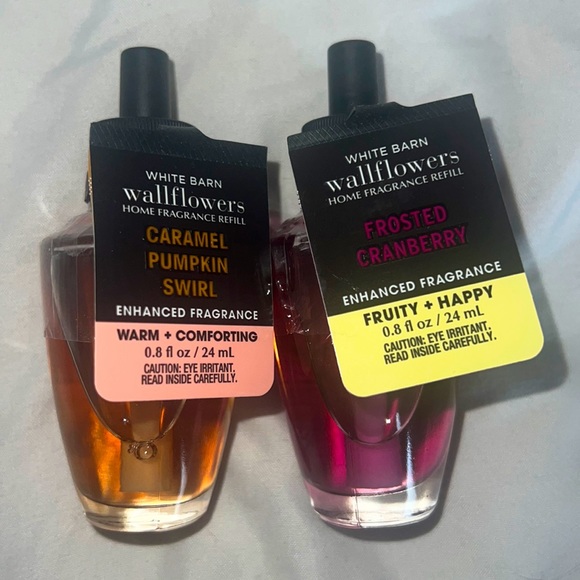 WHITE BARN
wallflowers
HOME FRAGRANCE REFILL
CARAMEL
PUMPKIN
SWIRL
ENHANCED FRAGRANCE
WARM + COMFORTING
0.8 fl oz / 24 mL
CAUTION: EYE IRRITANT.
READ INSIDE CAREFULLY.
WHITE BARN
wallflowers
HOME FRAGRANCE REFILL
FROSTED
CRANBERRY
ENHANCED FRAGRANCE
FRUITY + HAPPY
0.8 fl oz / 24 mL
CAUTION: EYE IRRITANT.
READ INSIDE CAREFULLY.